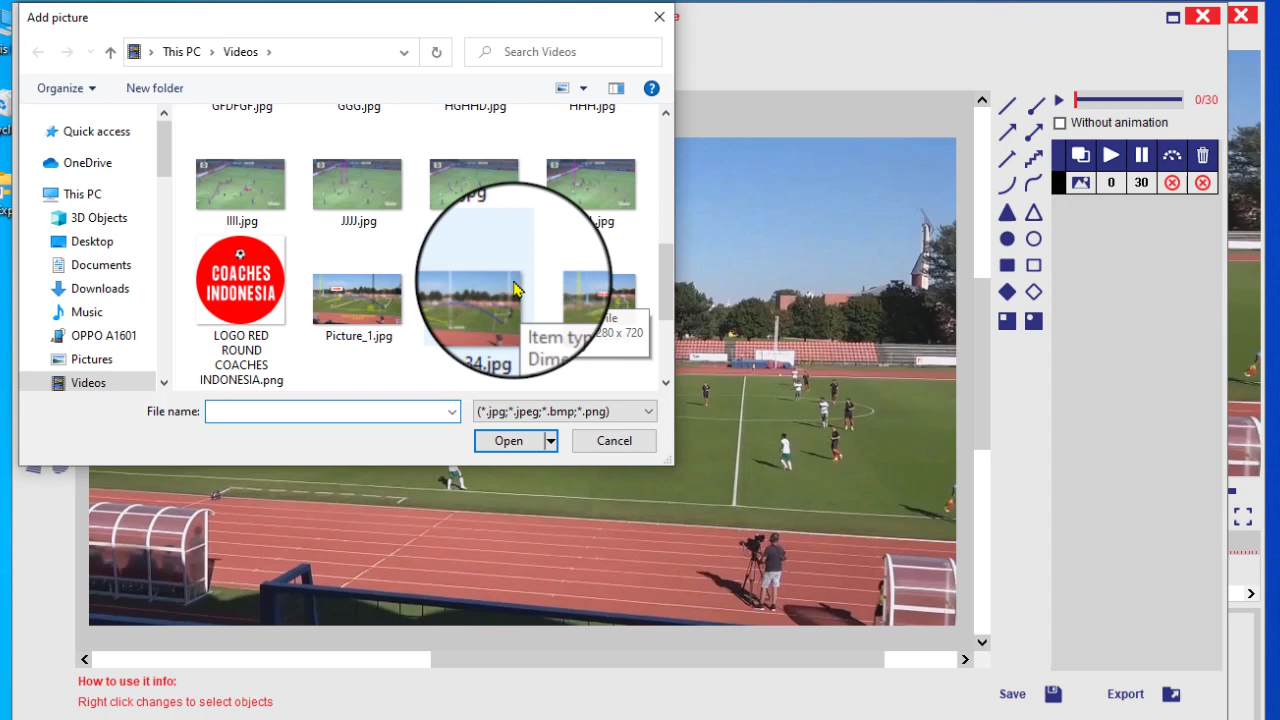 Add picture
This PC
Videos
Search Videos
Organize
New folder
GFDFGF.jpg
GGG.jpg
HGHHD.jpg
HHH.jpg
Quick access
OneDrive
This PC
3D Objects
Desktop
Documents
Downloads
Music
OPPO A1601
Pictures
Videos
IIII.jpg
JJJJ.jpg
COACHES
INDONESIA
LOGO RED
ROUND
COACHES
INDONESIA.png
Picture_1.jpg
34.jpg
Item typ
Dime
280 x 720
File name:
(*.jpg;*.jpeg;*.bmp;*.png)
Open
Cancel
0/30
Without animation
0
30
How to use it info:
Right click changes to select objects
Save
Export